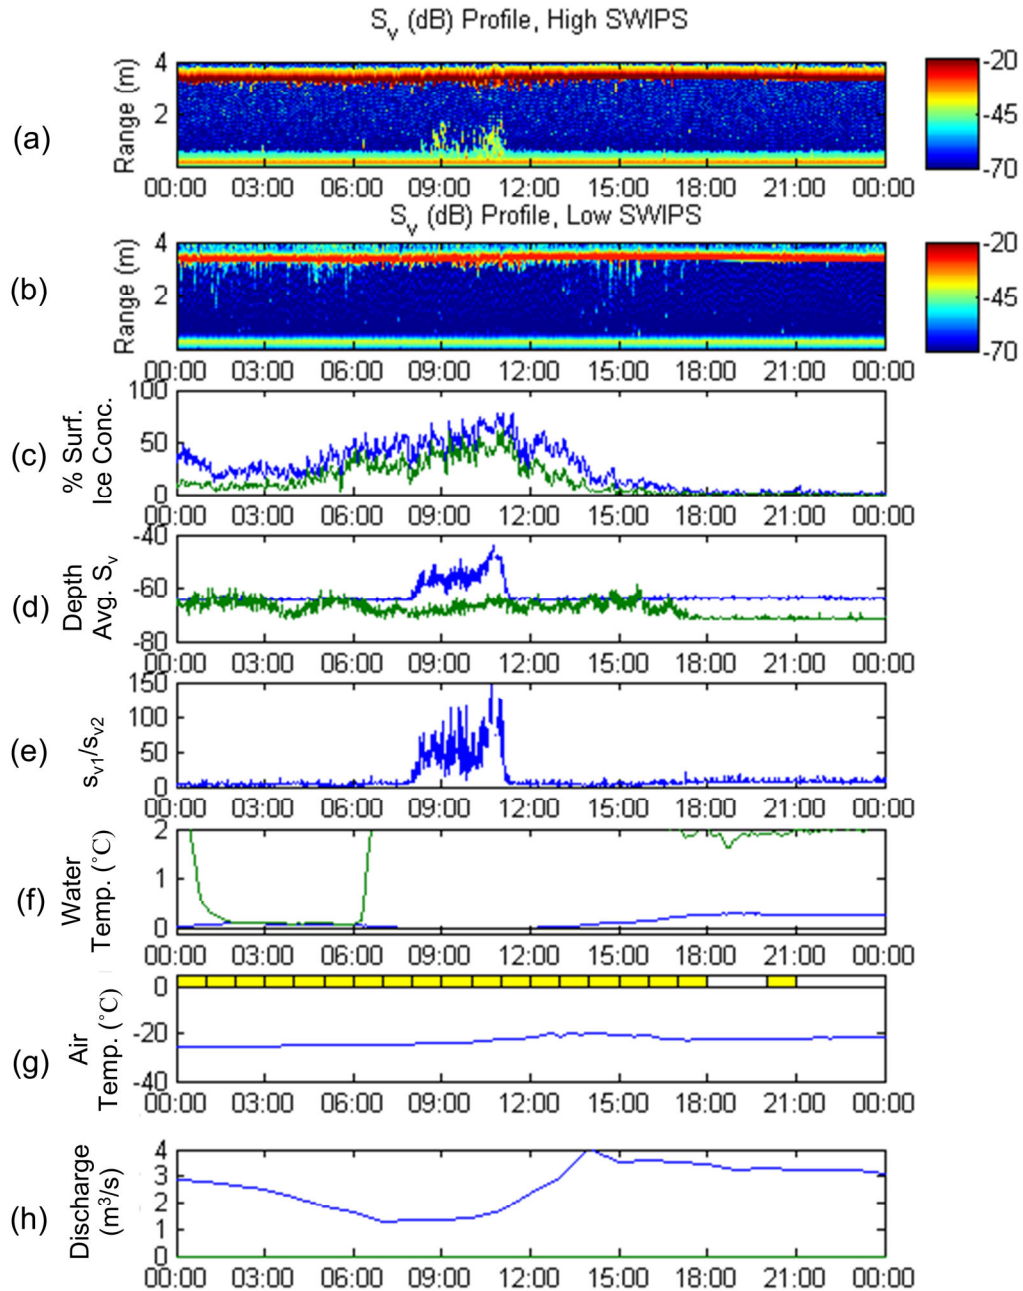 S_v (dB) Profile, High SWIPS
(a)
Range (m)
4
2
00:00 03:00 06:00 09:00 12:00 15:00 18:00 21:00 00:00
-20
-45
-70
S_v (dB) Profile, Low SWIPS
(b)
Range (m)
4
2
00:00 03:00 06:00 09:00 12:00 15:00 18:00 21:00 00:00
-20
-45
-70
(c)
% Surf.
Ice Conc.
100
50
0
00:00 03:00 06:00 09:00 12:00 15:00 18:00 21:00 00:00
(d)
Depth
Avg. S_v
-40
-60
-80
00:00 03:00 06:00 09:00 12:00 15:00 18:00 21:00 00:00
(e)
s_v1/s_v2
150
100
50
0
00:00 03:00 06:00 09:00 12:00 15:00 18:00 21:00 00:00
(f)
Water
Temp. (°C)
2
1
0
00:00 03:00 06:00 09:00 12:00 15:00 18:00 21:00 00:00
(g)
Air
Temp. (°C)
0
-20
-40
00:00 03:00 06:00 09:00 12:00 15:00 18:00 21:00 00:00
(h)
Discharge
(m³/s)
4
3
2
1
0
00:00 03:00 06:00 09:00 12:00 15:00 18:00 21:00 00:00